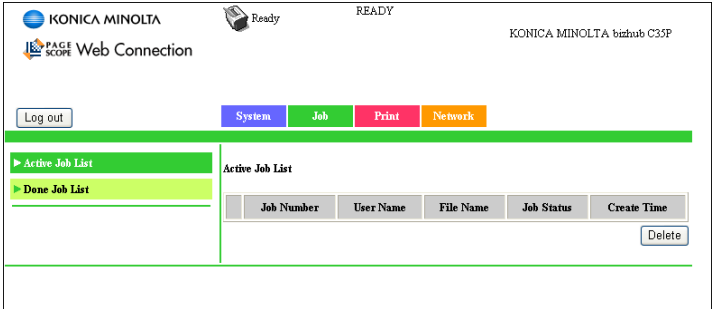 KONICA MINOLTA
Ready
READY
KONICA MINOLTA bizhub C35P
PAGE SCOPE Web Connection
Log out
System Job Print Network
Active Job List
Done Job List
Active Job List
Job Number User Name File Name Job Status Create Time
Delete